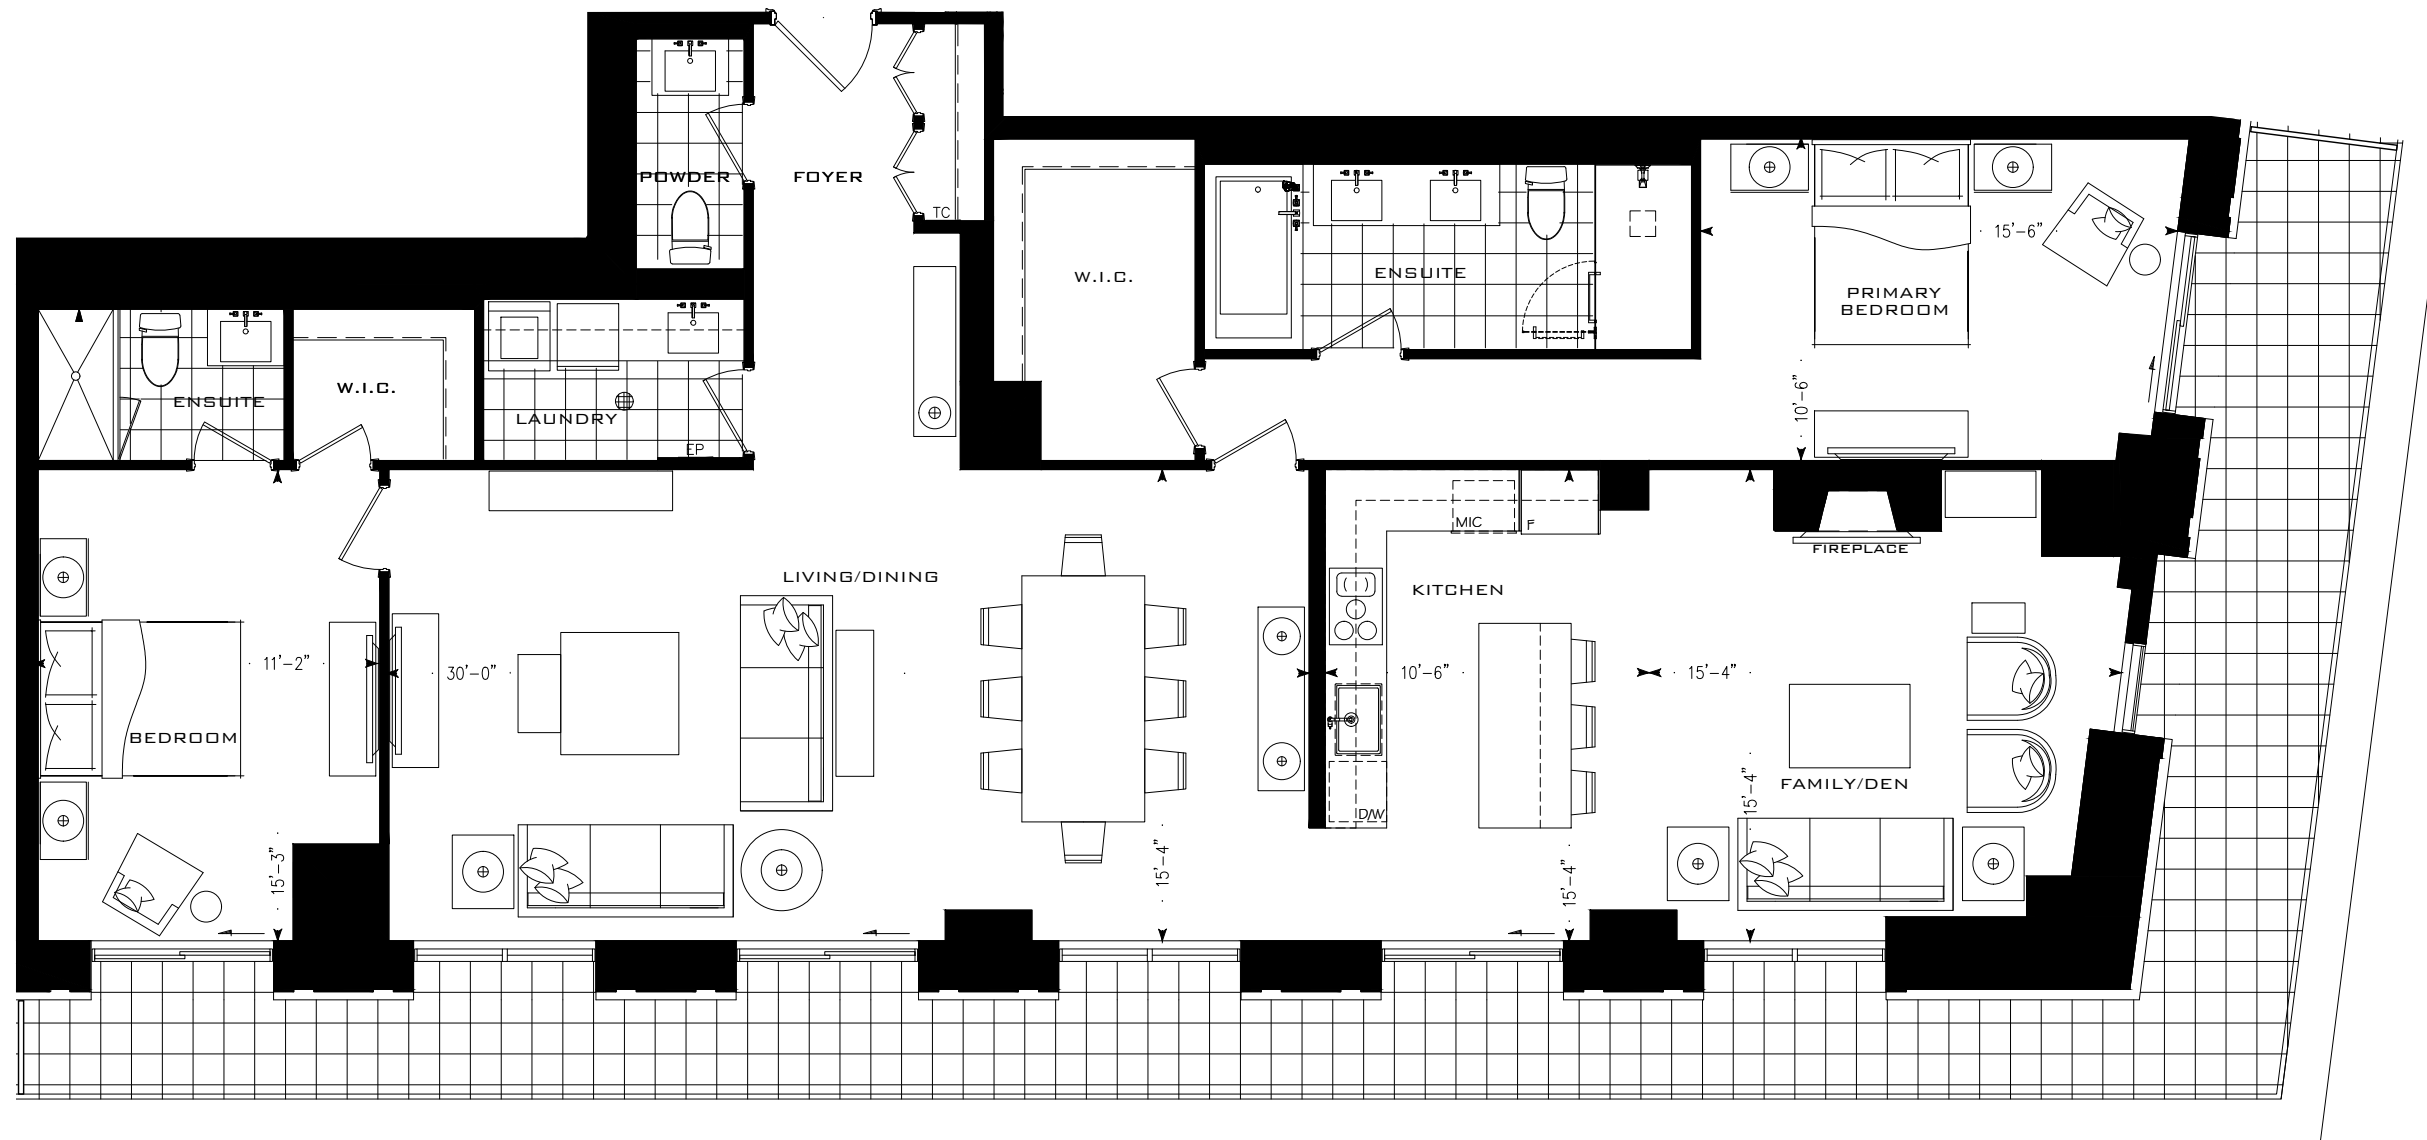 POWDER
FOYER
TC
W.I.C.
ENSUITE
15'-6"
PRIMARY
BEDROOM
10'-6"
ENSUITE
W.I.C.
LAUNDRY
EP
MIC
F
FIREPLACE
LIVING/DINING
KITCHEN
11'-2"
30'-0"
10'-6"
15'-4"
BEDROOM
FAMILY/DEN
15'-4"
D/W
15'-3"
15'-4"
15'-4"